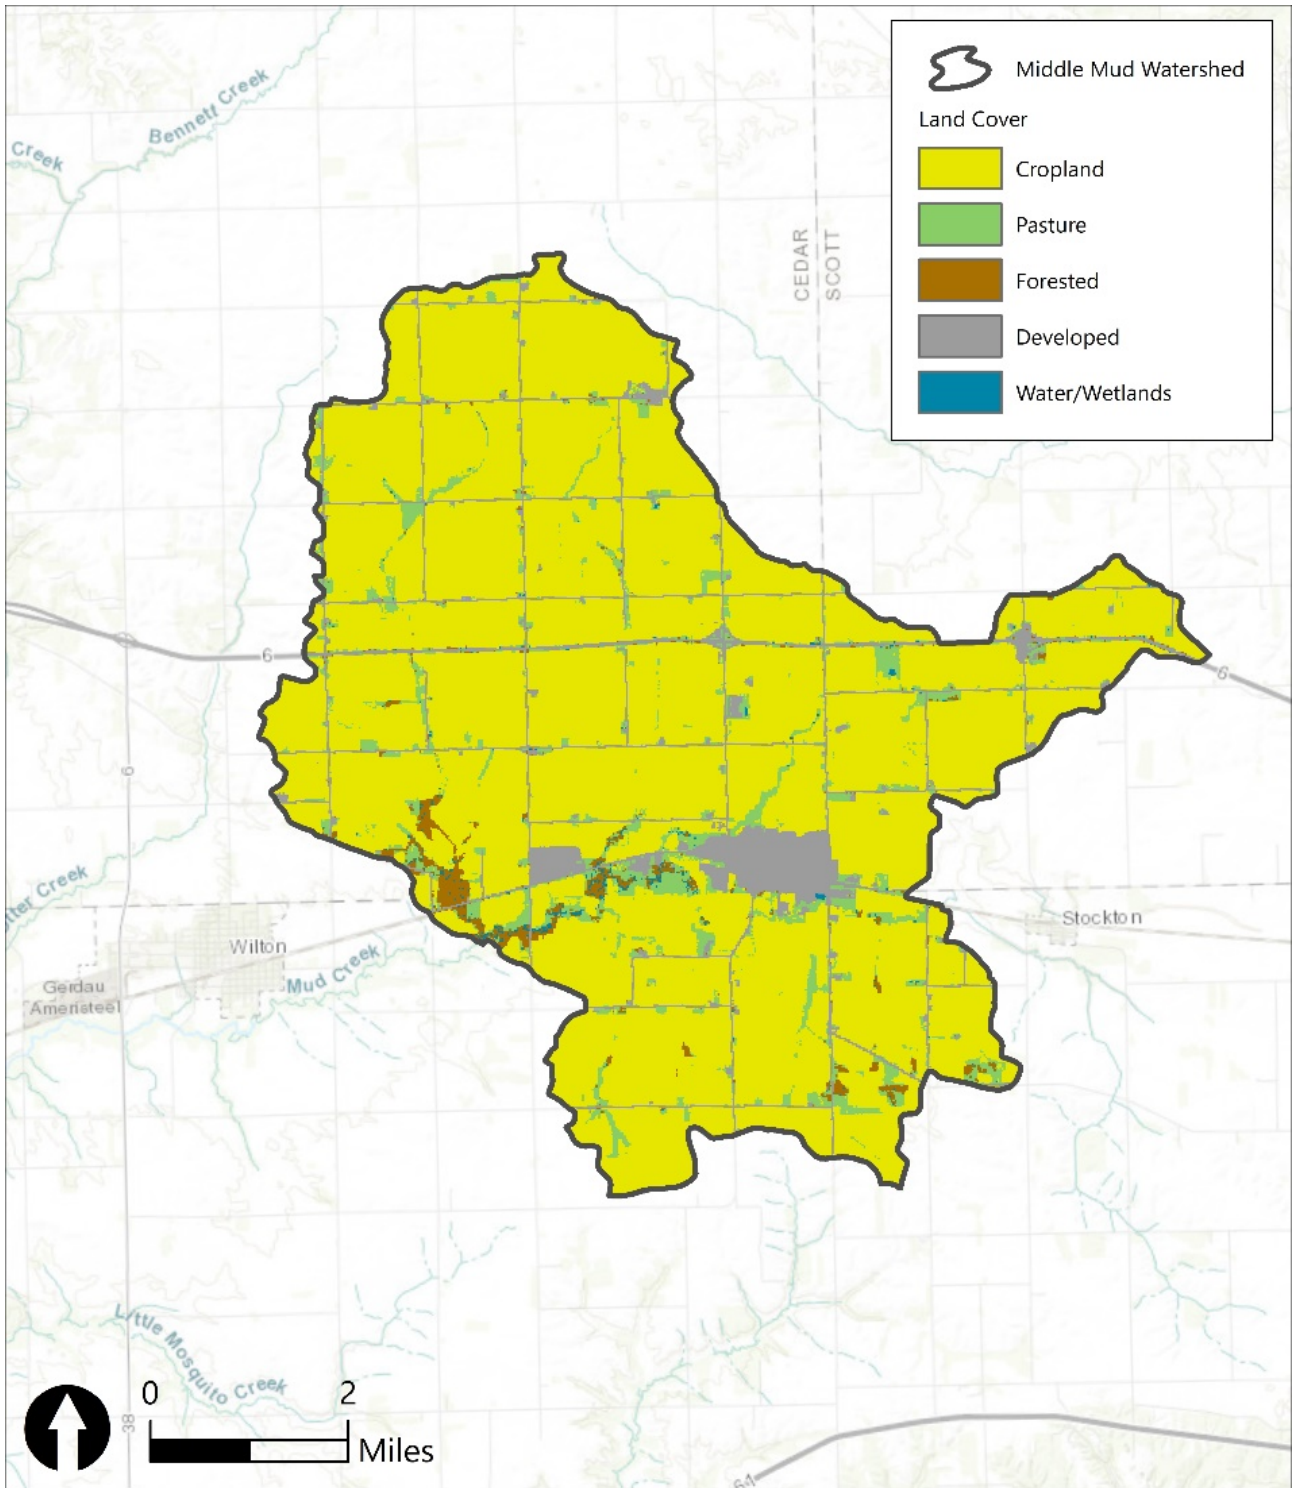 Middle Mud Watershed
Land Cover
Cropland
Pasture
Forested
Developed
Water/Wetlands
Bennett Creek
Creek
CEDAR
SCOTT
6
6
6
Creek
Stockton
Wilton
Mud Creek
Gerdau
Ameristeel
Little Mosquito Creek
38
0 2
Miles